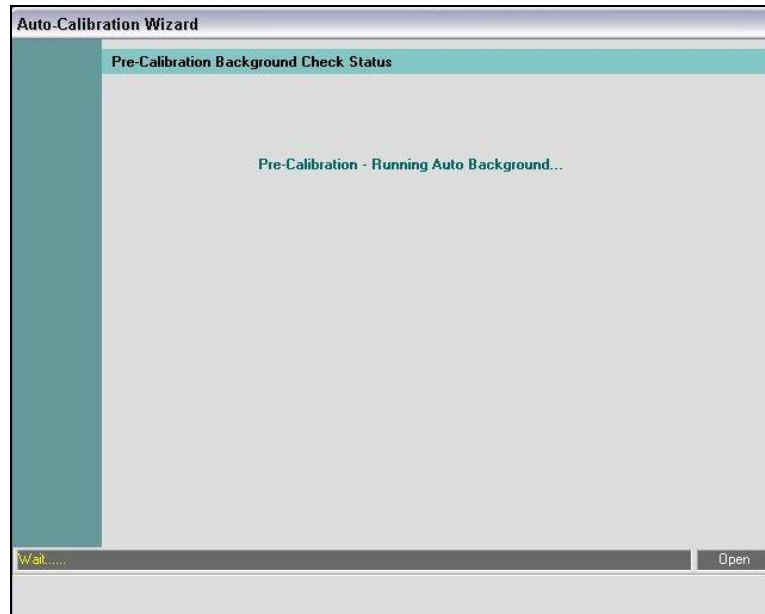 Auto-Calibration Wizard
Pre-Calibration Background Check Status
Pre-Calibration - Running Auto Background...
Wait......
Open